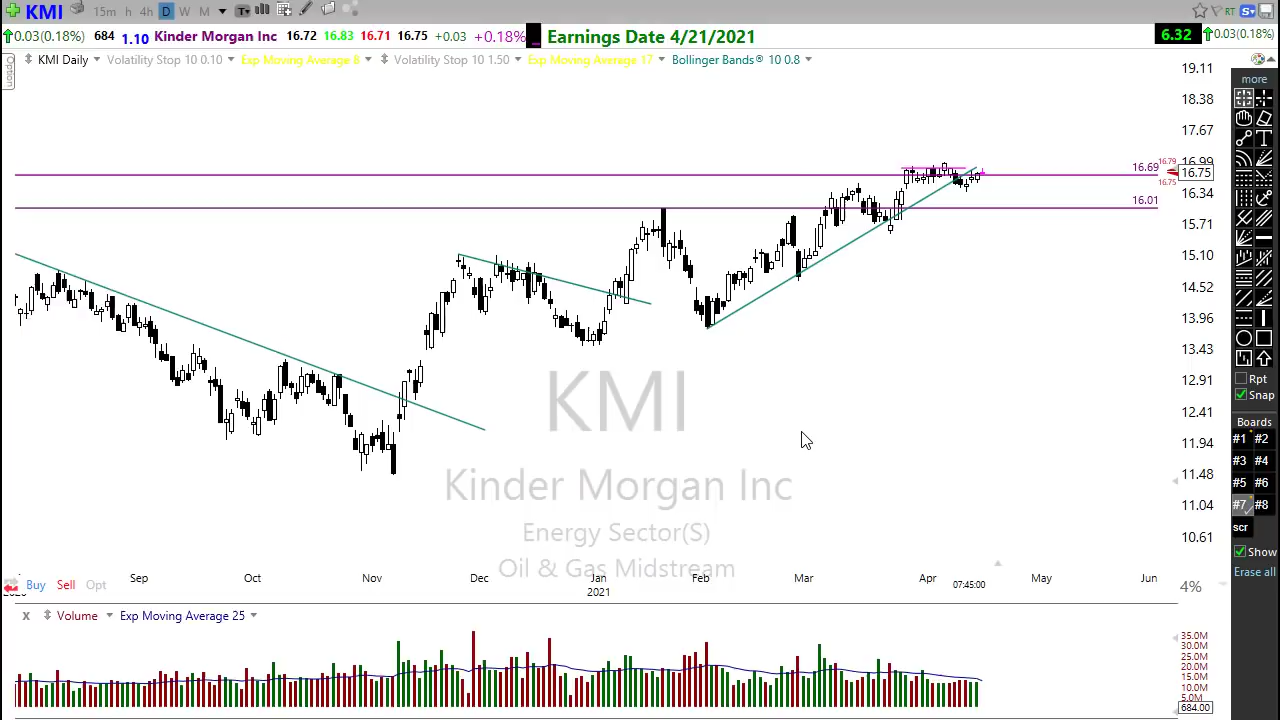 KMI 15m h 4h D W M T RT S
0.03(0.18%) 684 1.10 Kinder Morgan Inc 16.72 16.83 16.71 16.75 +0.03 +0.18% Earnings Date 4/21/2021 6.32 0.03(0.18%)
Option KMI Daily Volatility Stop 10 0.10 Exp Moving Average 8 Volatility Stop 10 1.50 Exp Moving Average 17 Bollinger Bands® 10 0.8
19.11
more
18.38
17.67
16.99
16.69 16.79
16.75
16.75
16.34
16.01
15.71
15.10
14.52
13.96
13.43
12.91
12.41
11.94
11.48
11.04
10.61
Rpt
Snap
Boards
#1 #2
#3 #4
#5 #6
#7 #8
scr
Show
Erase all
KMI
Kinder Morgan Inc
Energy Sector(S)
Oil & Gas Midstream
Buy Sell Opt
Sep Oct Nov Dec Jan Feb Mar Apr May Jun
2021 07:45:00 4%
x Volume Exp Moving Average 25
35.0M
30.0M
25.0M
20.0M
15.0M
10.0M
5.0M
684.00